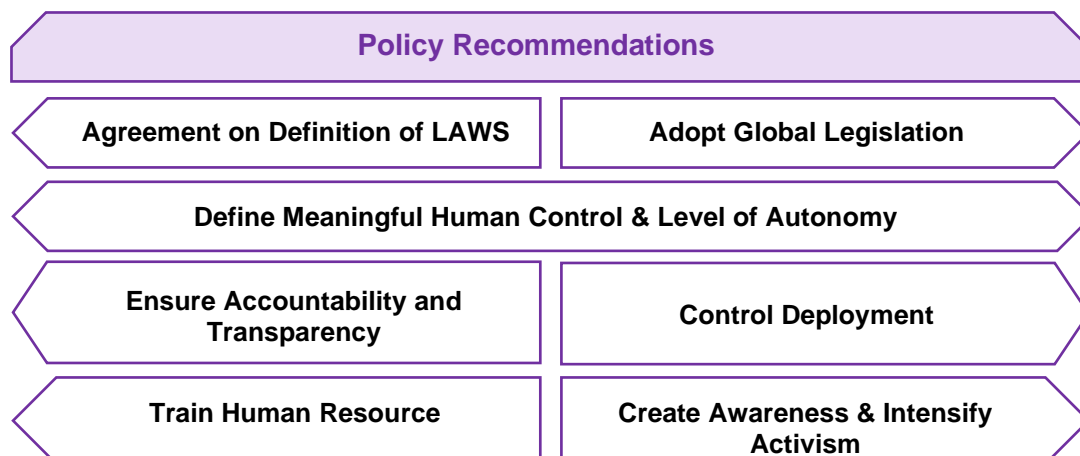 Policy Recommendations
Agreement on Definition of LAWS
Adopt Global Legislation
Define Meaningful Human Control & Level of Autonomy
Ensure Accountability and
Transparency
Control Deployment
Train Human Resource
Create Awareness & Intensify
Activism